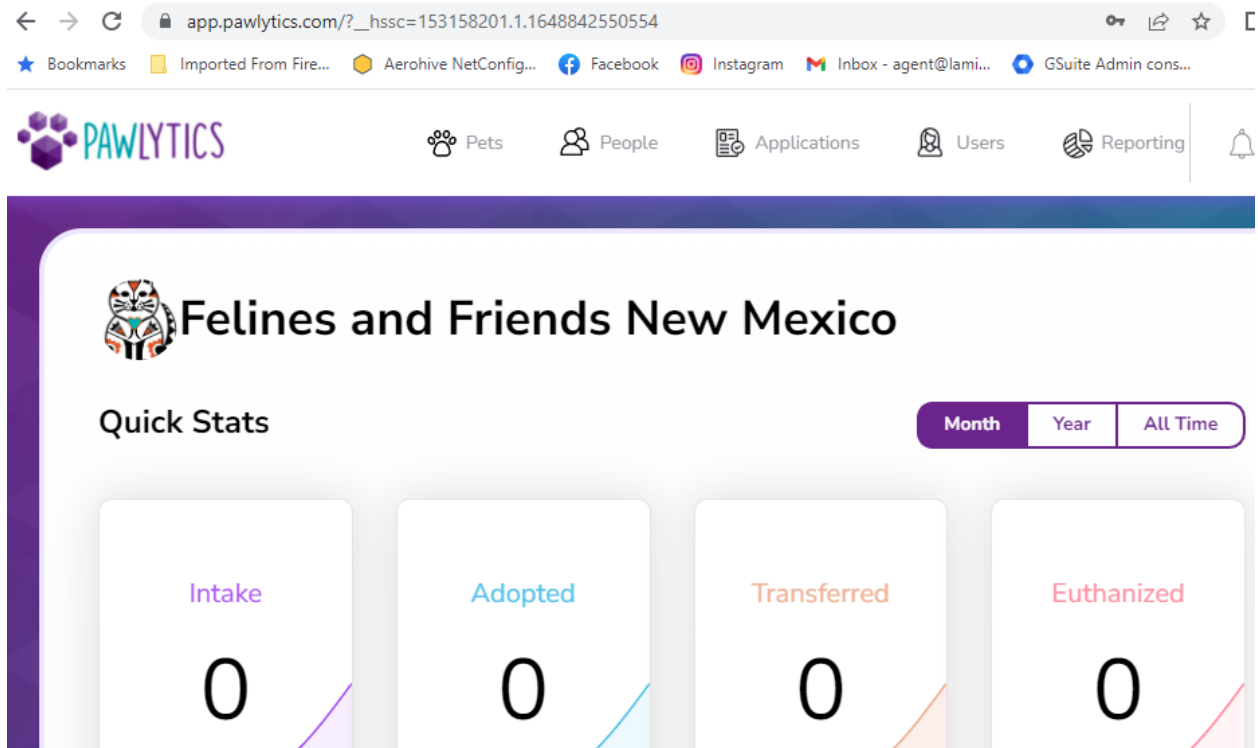 app.pawlytics.com/?__hssc=153158201.1.1648842550554
Bookmarks Imported From Fire... Aerohive NetConfig... Facebook Instagram Inbox - agent@lami... GSuite Admin cons...
PAWLYTICS Pets People Applications Users Reporting
Felines and Friends New Mexico
Quick Stats Month Year All Time
Intake Adopted Transferred Euthanized
0 0 0 0